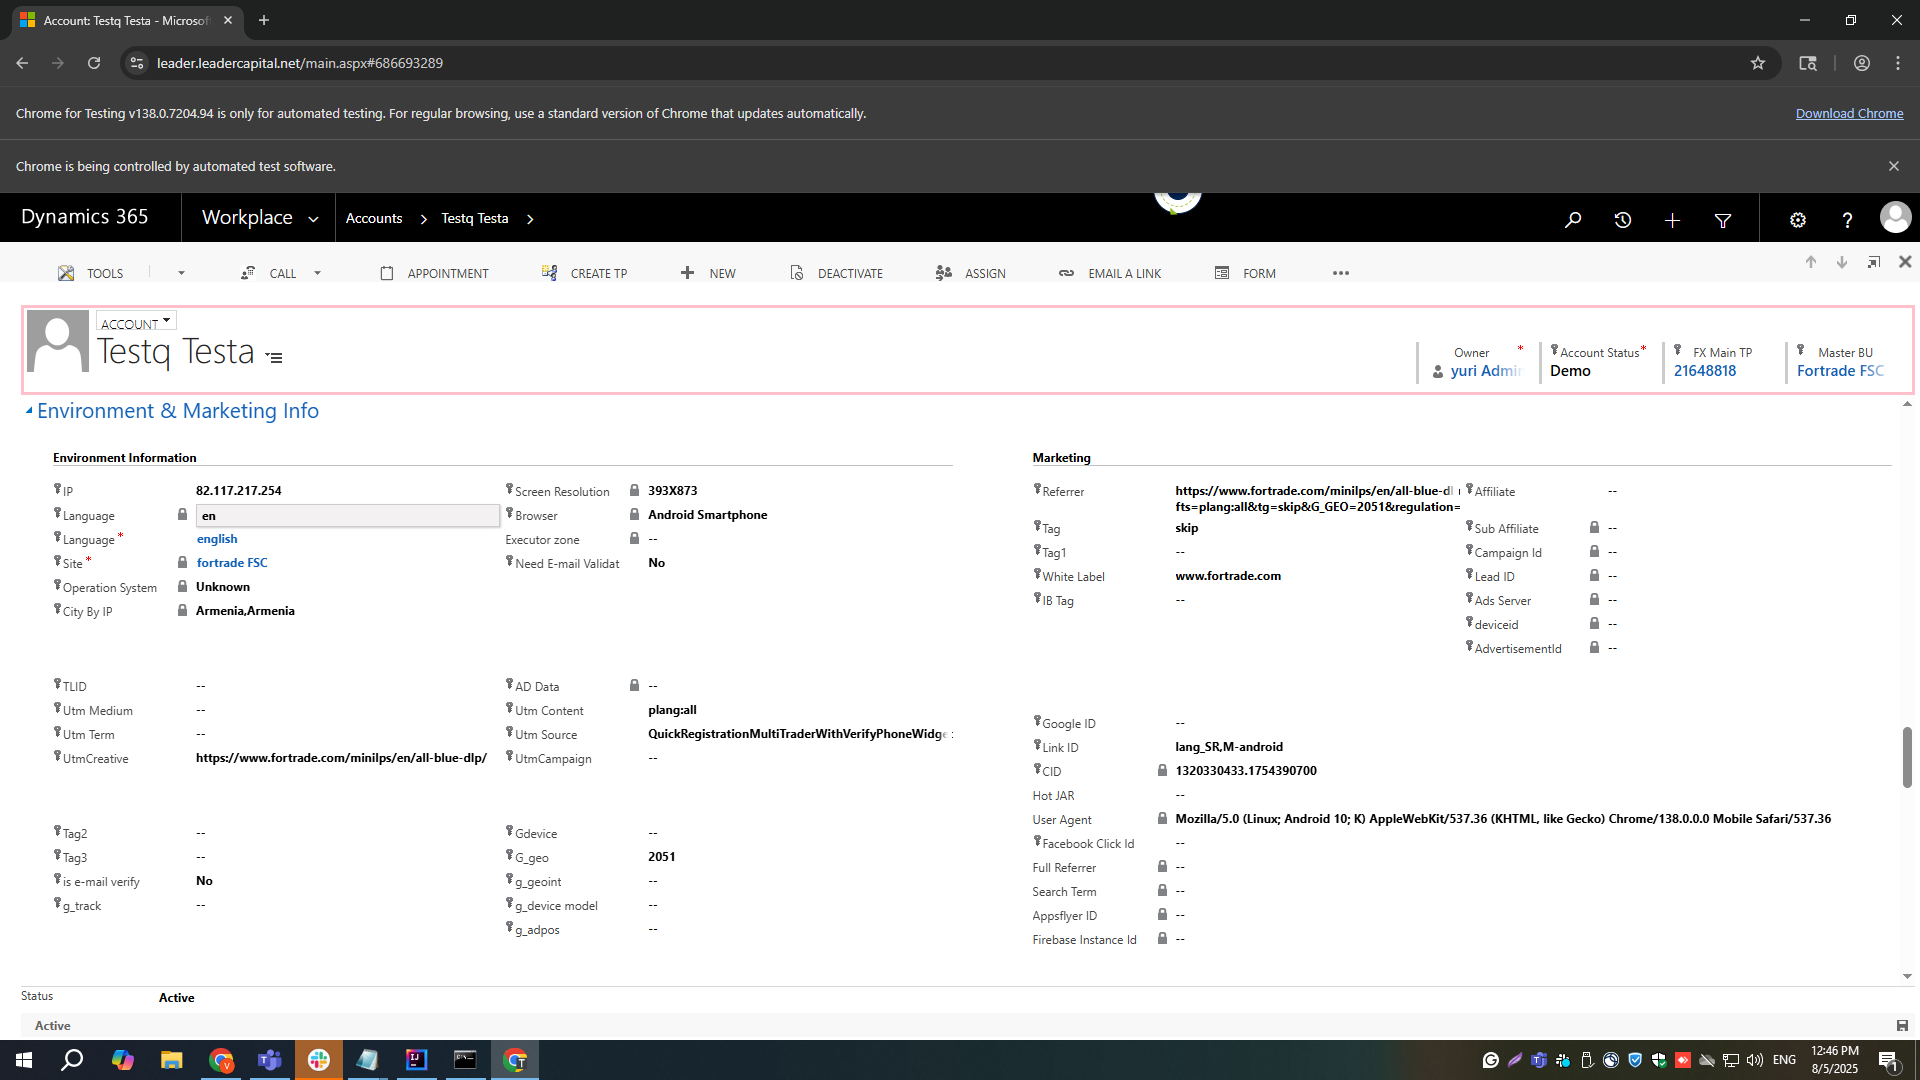 Account: Testq Testa - Microsof
leader.leadercapital.net/main.aspx#686693289
Chrome for Testing v138.0.7204.94 is only for automated testing. For regular browsing, use a standard version of Chrome that updates automatically.
Download Chrome
Chrome is being controlled by automated test software.
Dynamics 365
Workplace
Accounts
Testq Testa
TOOLS
CALL
APPOINTMENT
CREATE TP
NEW
DEACTIVATE
ASSIGN
EMAIL A LINK
FORM
ACCOUNT
Testq Testa
Owner *
yuri Admin
Account Status *
Demo
FX Main TP
21648818
Master BU
Fortrade FSC
Environment & Marketing Info
Environment Information
IP 82.117.217.254
Language en
Language * english
Site * fortrade FSC
Operation System Unknown
City By IP Armenia,Armenia
Screen Resolution 393X873
Browser Android Smartphone
Executor zone --
Need E-mail Validat No
TLID --
Utm Medium --
Utm Term --
UtmCreative https://www.fortrade.com/minilps/en/all-blue-dlp/
AD Data --
Utm Content plang:all
Utm Source QuickRegistrationMultiTraderWithVerifyPhoneWidge
UtmCampaign --
Tag2 --
Tag3 --
is e-mail verify No
g_track --
Gdevice --
G_geo 2051
g_geoint --
g_device model --
g_adpos --
Marketing
Referrer https://www.fortrade.com/minilps/en/all-blue-dl
fts=plang:all&tg=skip&G_GEO=2051&regulation=
Tag skip
Tag1 --
White Label www.fortrade.com
IB Tag --
Affiliate --
Sub Affiliate --
Campaign Id --
Lead ID --
Ads Server --
deviceid --
AdvertisementId --
Google ID --
Link ID lang_SR,M-android
CID 1320330433.1754390700
Hot JAR --
User Agent Mozilla/5.0 (Linux; Android 10; K) AppleWebKit/537.36 (KHTML, like Gecko) Chrome/138.0.0.0 Mobile Safari/537.36
Facebook Click Id --
Full Referrer --
Search Term --
Appsflyer ID --
Firebase Instance Id --
Status Active
Active
ENG
12:46 PM
8/5/2025
1